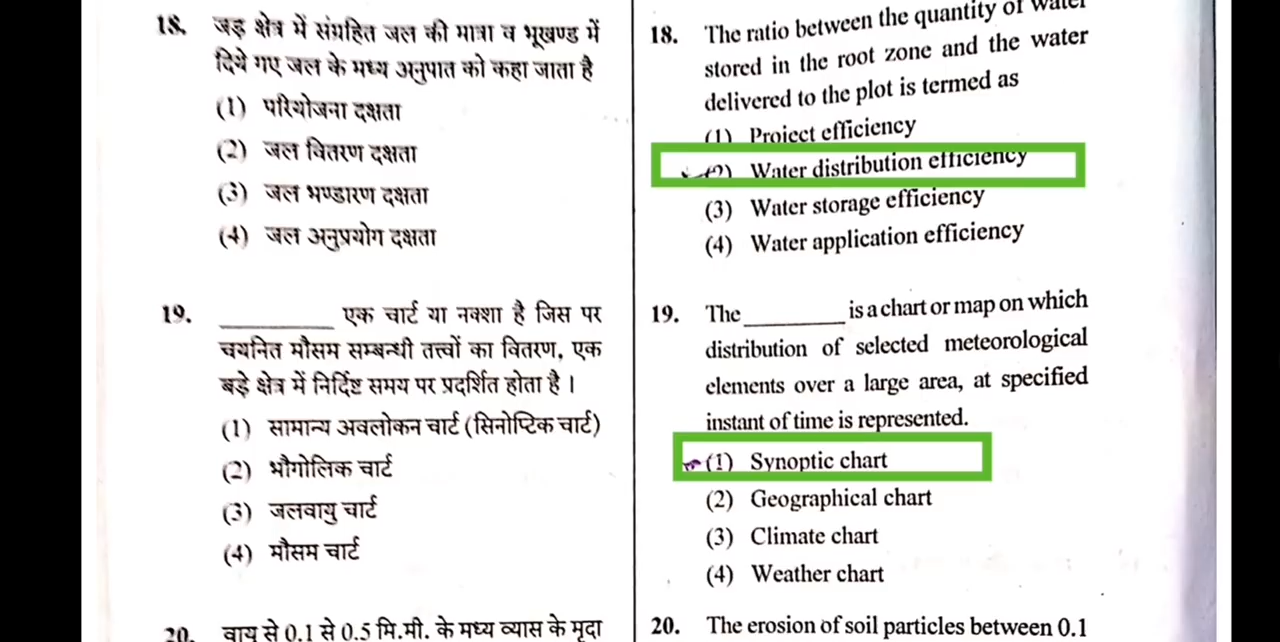 18. जड़ क्षेत्र में संग्रहित जल की मात्रा व भूखण्ड में
दिये गए जल के मध्य अनुपात को कहा जाता है
(1) परियोजना दक्षता
(2) जल वितरण दक्षता
(3) जल भण्डारण दक्षता
(4) जल अनुप्रयोग दक्षता
19. ________ एक चार्ट या नक्शा है जिस पर
चयनित मौसम सम्बन्धी तत्त्वों का वितरण, एक
बड़े क्षेत्र में निर्दिष्ट समय पर प्रदर्शित होता है ।
(1) सामान्य अवलोकन चार्ट (सिनोप्टिक चार्ट)
(2) भौगोलिक चार्ट
(3) जलवायु चार्ट
(4) मौसम चार्ट
20. वायु से 0.1 से 0.5 मि.मी. के मध्य व्यास के मृदा
18. The ratio between the quantity of water
stored in the root zone and the water
delivered to the plot is termed as
(1) Project efficiency
(2) Water distribution efficiency
(3) Water storage efficiency
(4) Water application efficiency
19. The ________ is a chart or map on which
distribution of selected meteorological
elements over a large area, at specified
instant of time is represented.
(1) Synoptic chart
(2) Geographical chart
(3) Climate chart
(4) Weather chart
20. The erosion of soil particles between 0.1